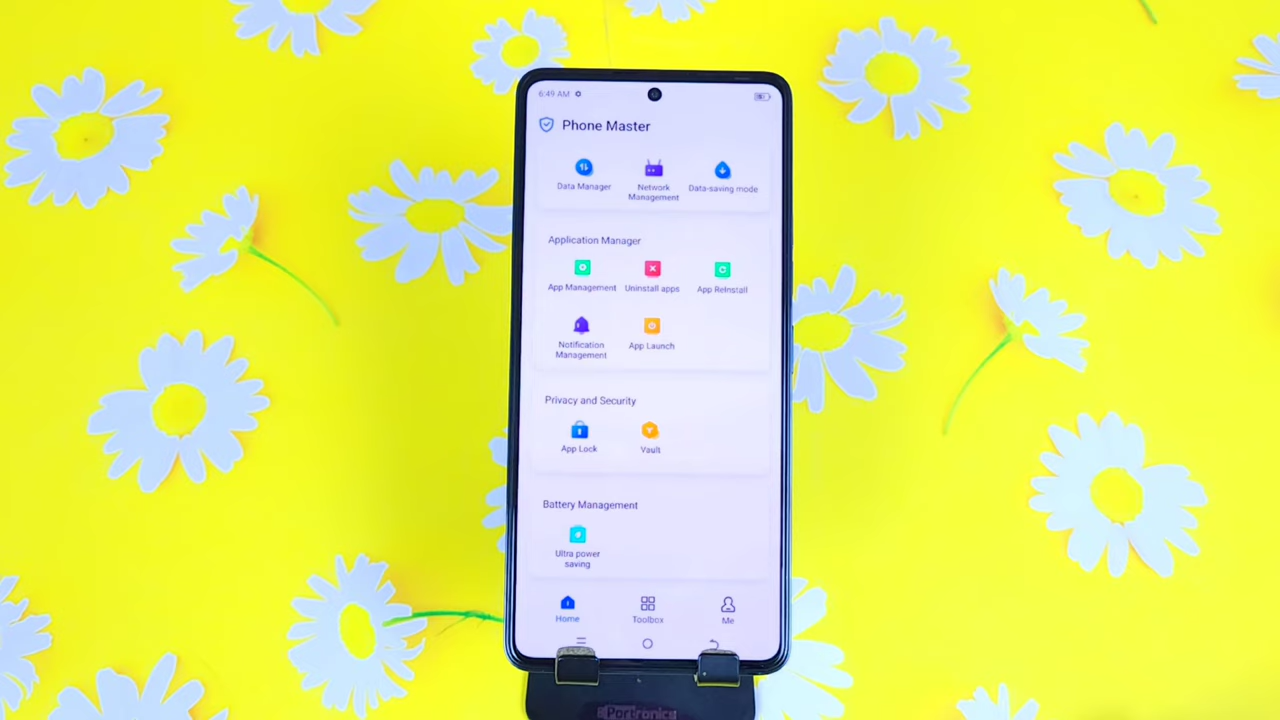 6:49 AM
Phone Master
Data Manager
Network
Management
Data-saving mode
Application Manager
App Management
Uninstall apps
App ReInstall
Notification
Management
App Launch
Privacy and Security
App Lock
Vault
Battery Management
Ultra power
saving
Home
Toolbox
Me
Portronics